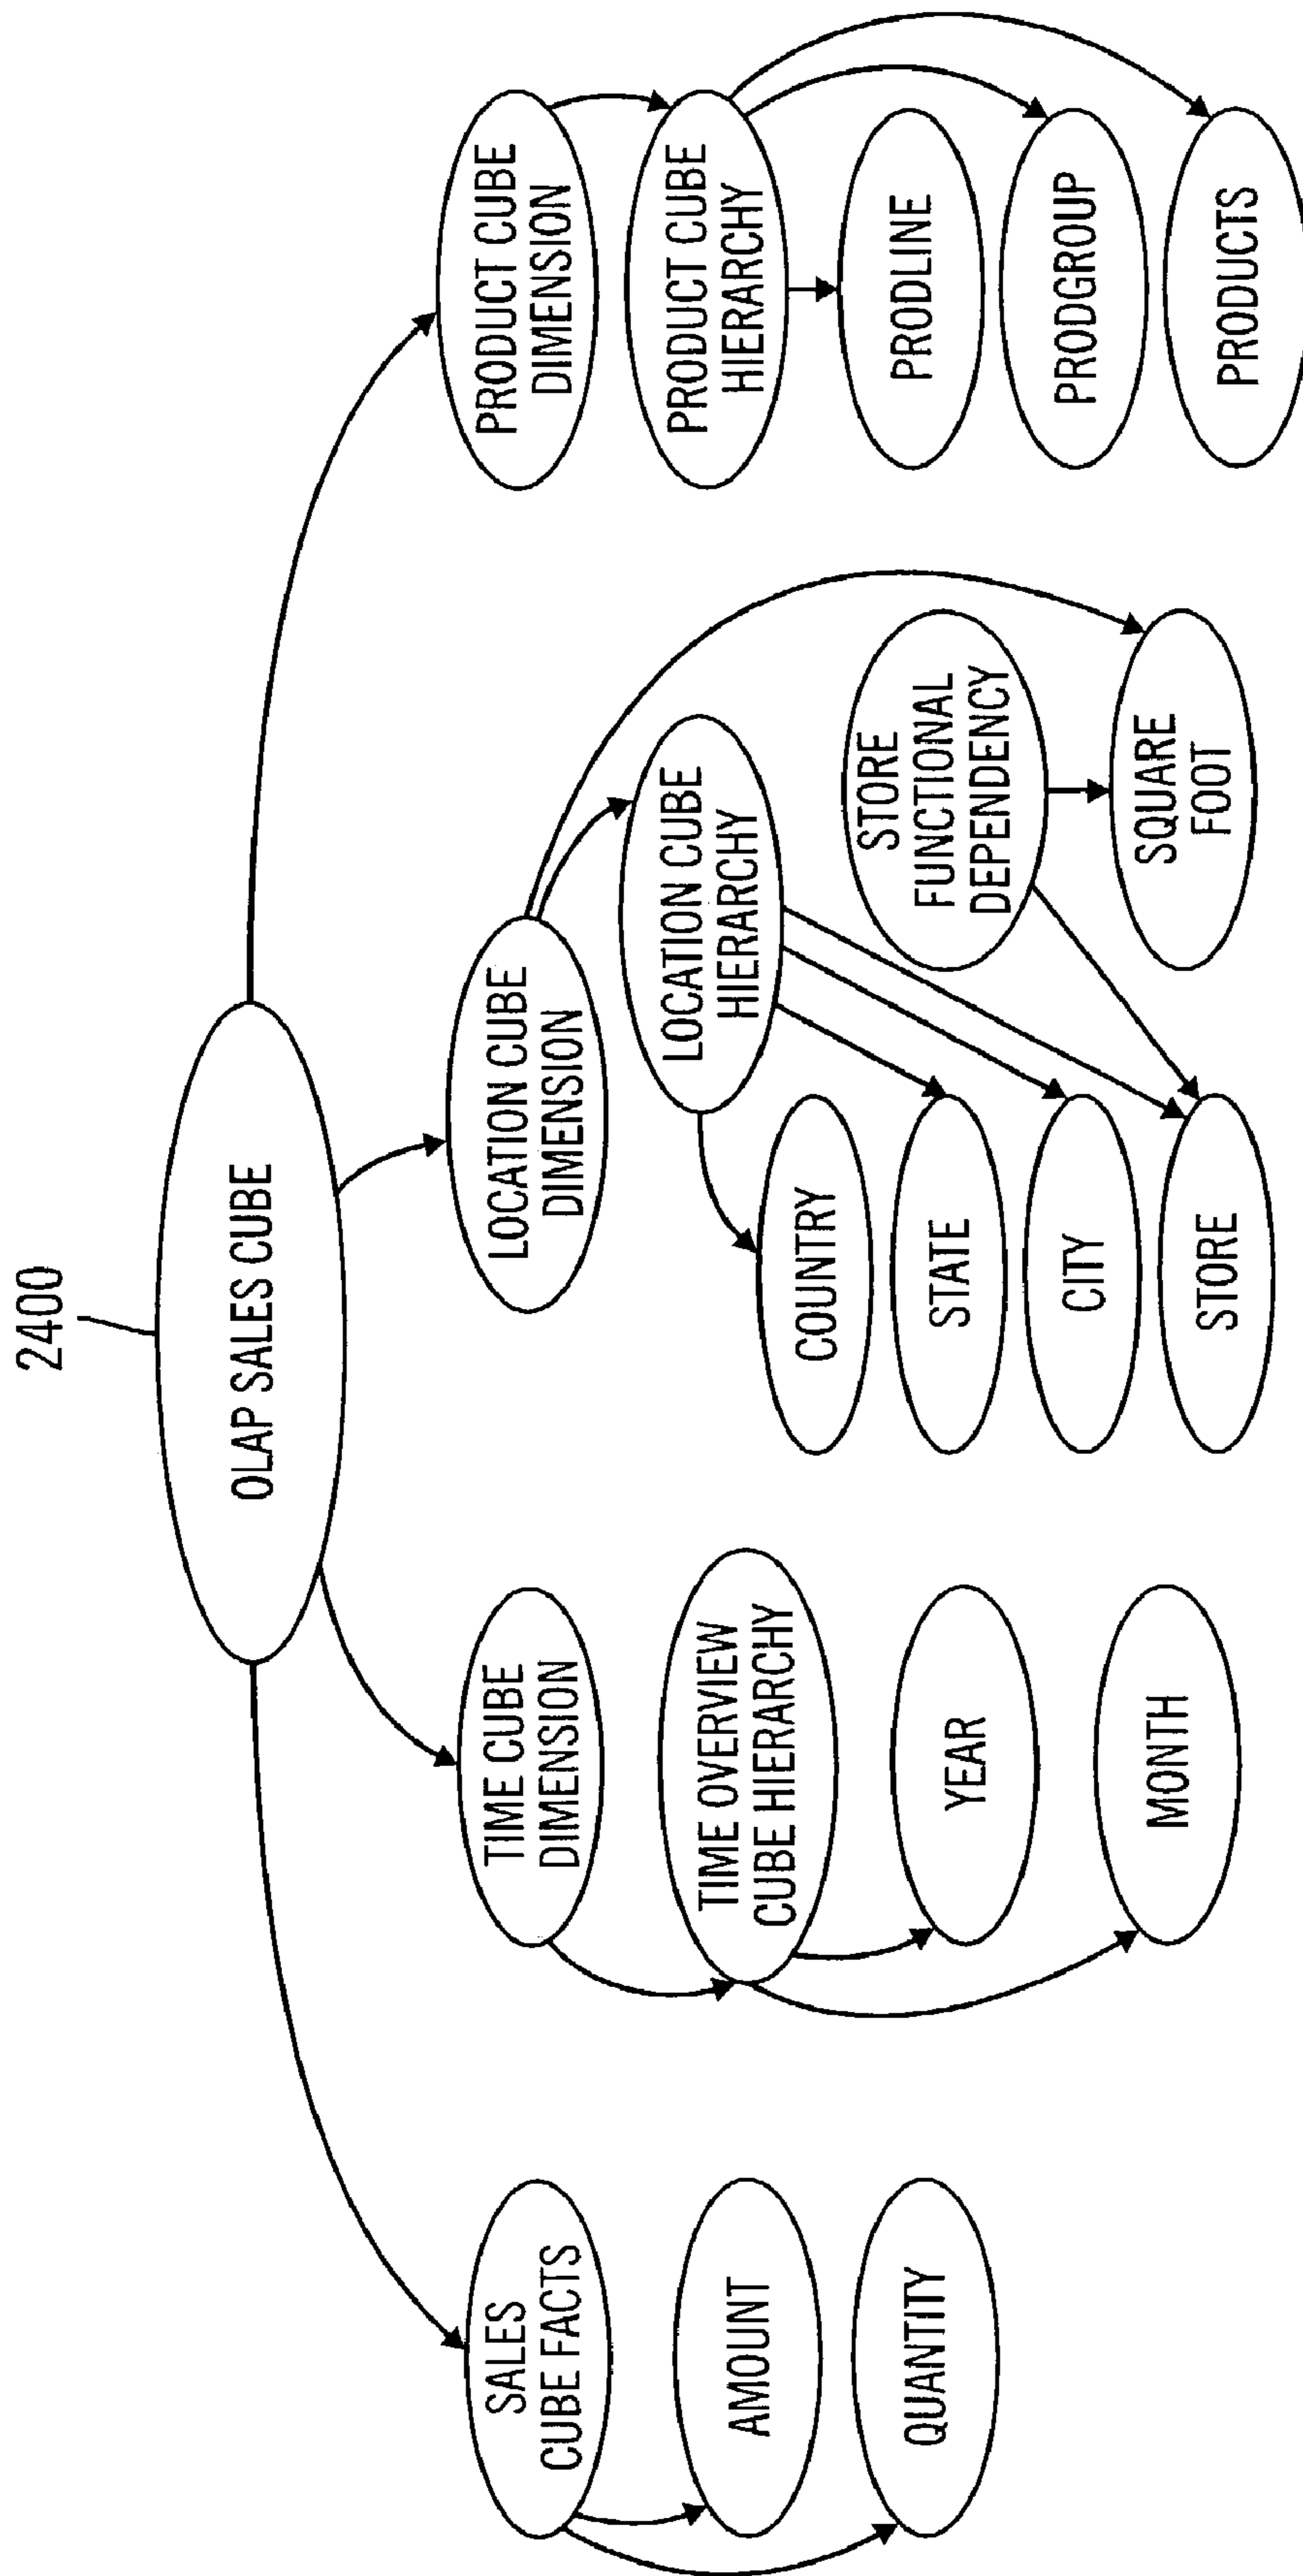 2400
OLAP SALES CUBE
SALES
CUBE FACTS
AMOUNT
QUANTITY
TIME CUBE
DIMENSION
TIME OVERVIEW
CUBE HIERARCHY
YEAR
MONTH
LOCATION CUBE
DIMENSION
LOCATION CUBE
HIERARCHY
COUNTRY
STATE
CITY
STORE
STORE
FUNCTIONAL
DEPENDENCY
SQUARE
FOOT
PRODUCT CUBE
DIMENSION
PRODUCT CUBE
HIERARCHY
PRODLINE
PRODGROUP
PRODUCTS